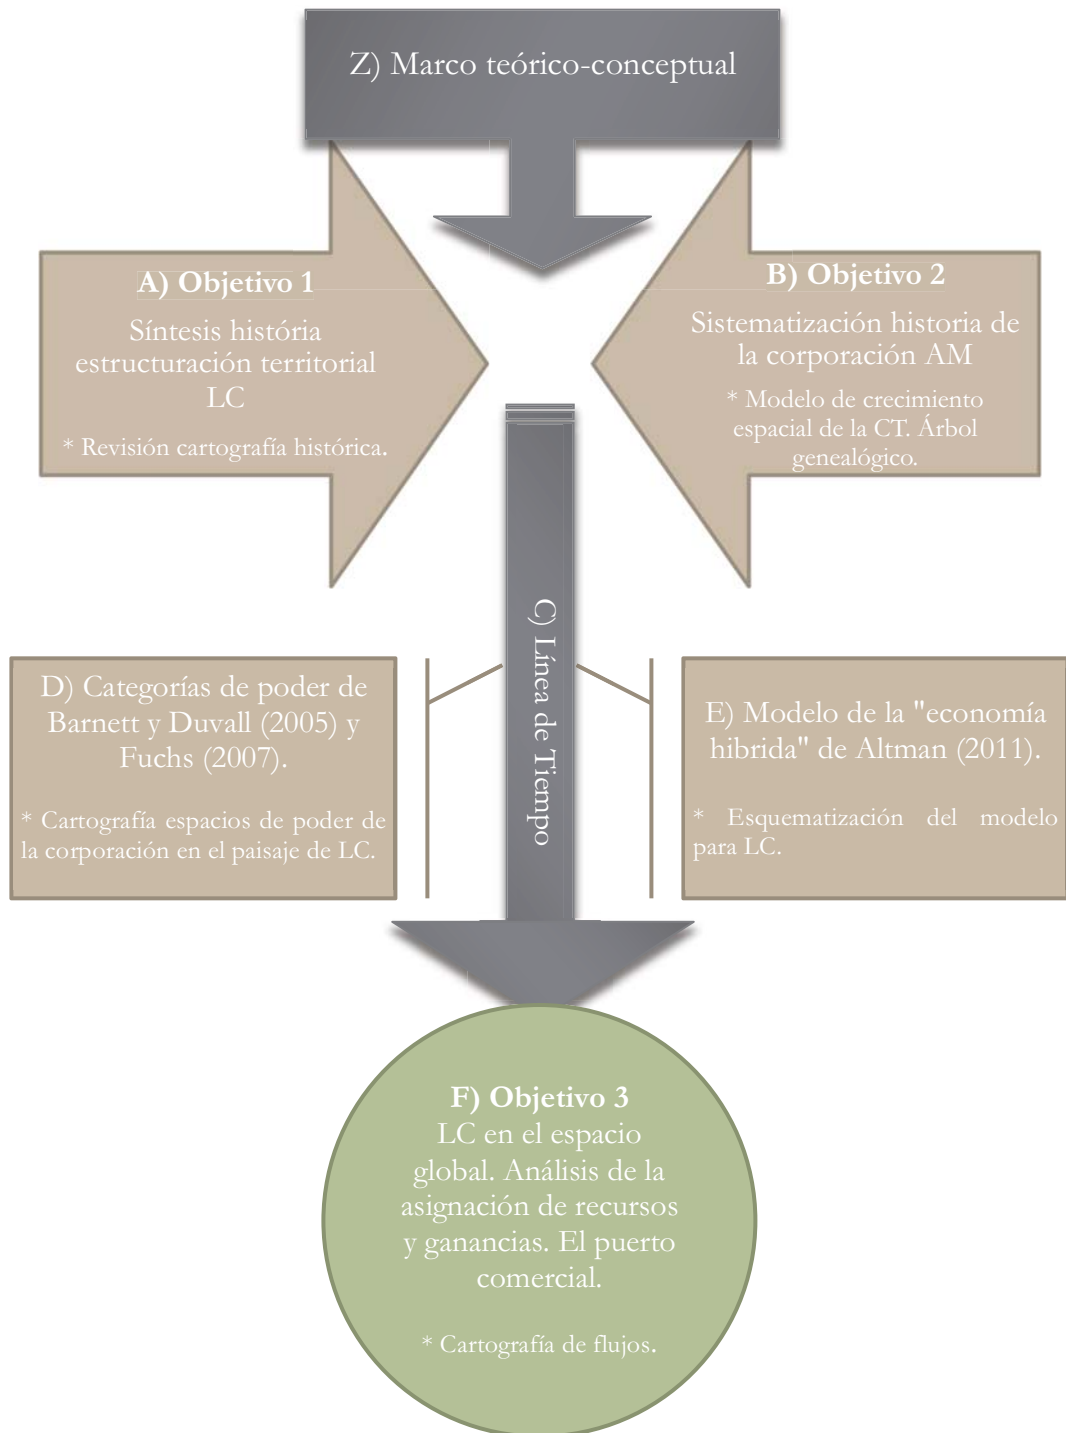 Z) Marco teórico-conceptual
A) Objetivo 1
Síntesis história
estructuración territorial
LC
* Revisión cartografía histórica.
B) Objetivo 2
Sistematización historia de
la corporación AM
* Modelo de crecimiento
espacial de la CT. Árbol
genealógico.
C) Línea de Tiempo
D) Categorías de poder de
Barnett y Duvall (2005) y
Fuchs (2007).
* Cartografía espacios de poder de
la corporación en el paisaje de LC.
E) Modelo de la "economía
hibrida" de Altman (2011).
* Esquematización del modelo
para LC.
F) Objetivo 3
LC en el espacio
global. Análisis de la
asignación de recursos
y ganancias. El puerto
comercial.
* Cartografía de flujos.